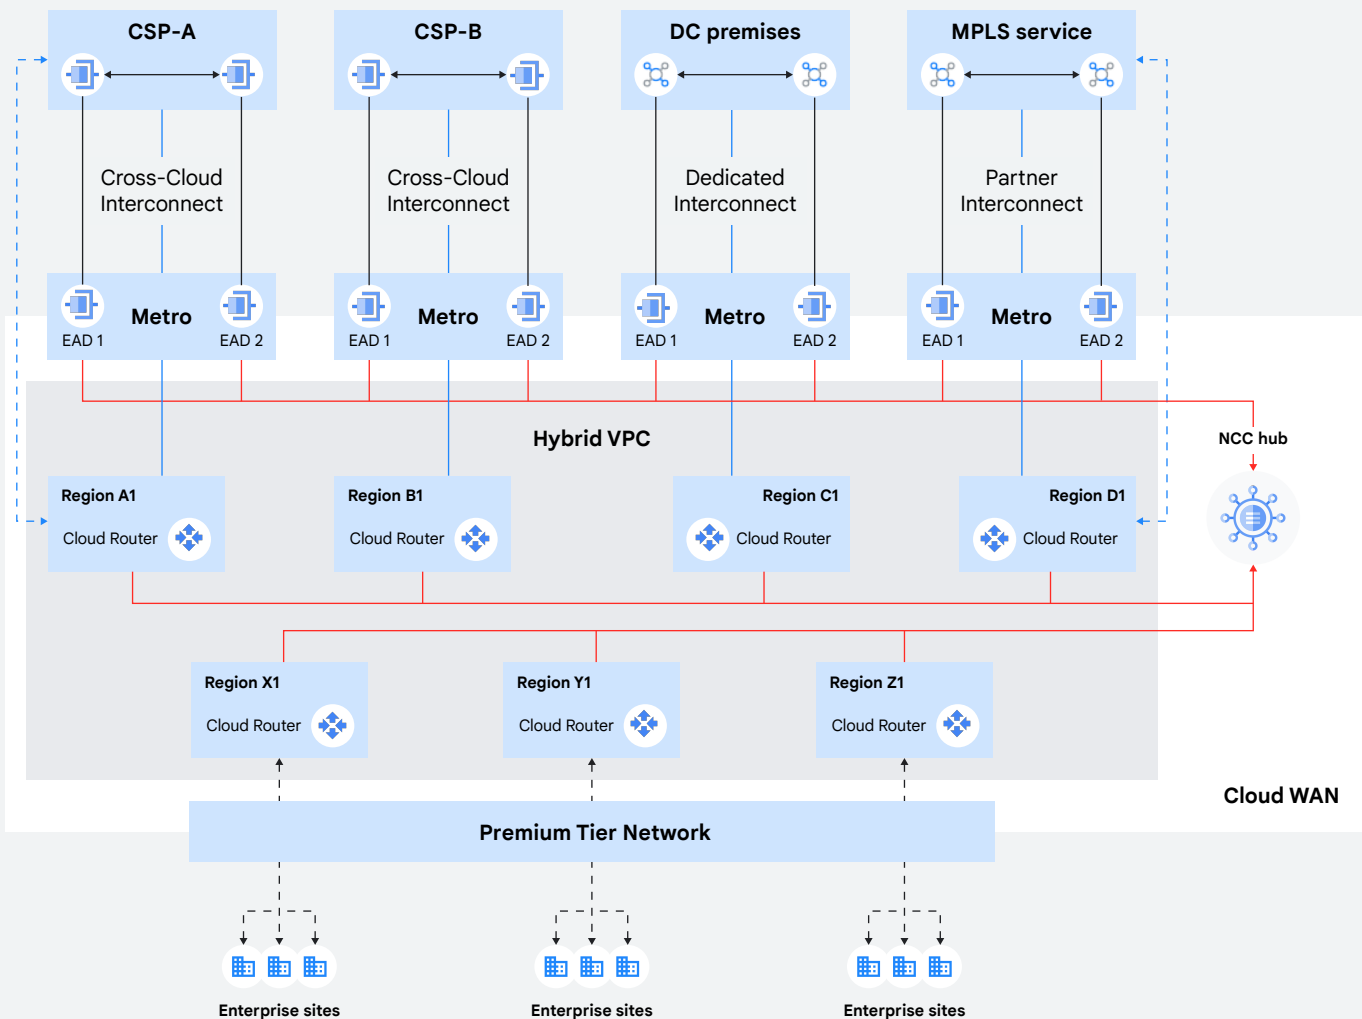 CSP-A
CSP-B
DC premises
MPLS service
Cross-Cloud
Interconnect
Cross-Cloud
Interconnect
Dedicated
Interconnect
Partner
Interconnect
Metro
EAD 1
EAD 2
Metro
EAD 1
EAD 2
Metro
EAD 1
EAD 2
Metro
EAD 1
EAD 2
Hybrid VPC
NCC hub
Region A1
Cloud Router
Region B1
Cloud Router
Region C1
Cloud Router
Region D1
Cloud Router
Region X1
Cloud Router
Region Y1
Cloud Router
Region Z1
Cloud Router
Cloud WAN
Premium Tier Network
Enterprise sites
Enterprise sites
Enterprise sites